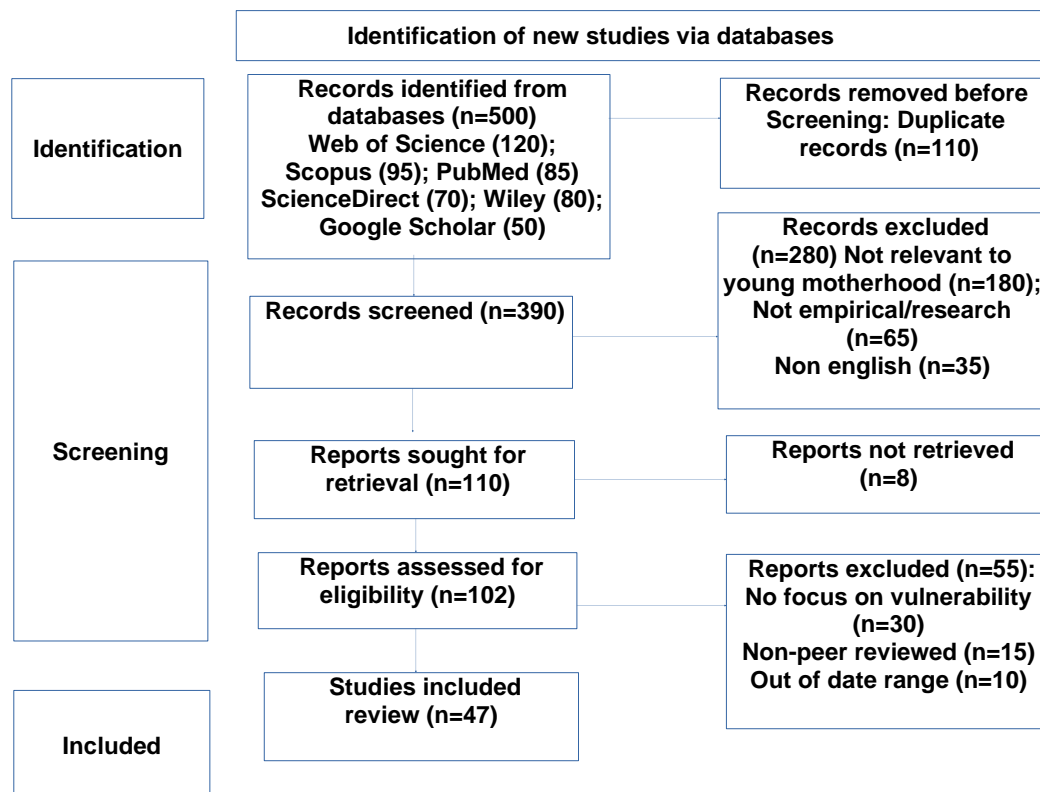 Identification of new studies via databases
Identification
Records identified from
databases (n=500)
Web of Science (120);
Scopus (95); PubMed (85)
ScienceDirect (70); Wiley (80);
Google Scholar (50)
Records removed before
Screening: Duplicate
records (n=110)
Screening
Records screened (n=390)
Records excluded
(n=280) Not relevant to
young motherhood (n=180);
Not empirical/research
(n=65)
Non english (n=35)
Reports sought for
retrieval (n=110)
Reports not retrieved
(n=8)
Reports assessed for
eligibility (n=102)
Reports excluded (n=55):
No focus on vulnerability
(n=30)
Non-peer reviewed (n=15)
Out of date range (n=10)
Included
Studies included
review (n=47)